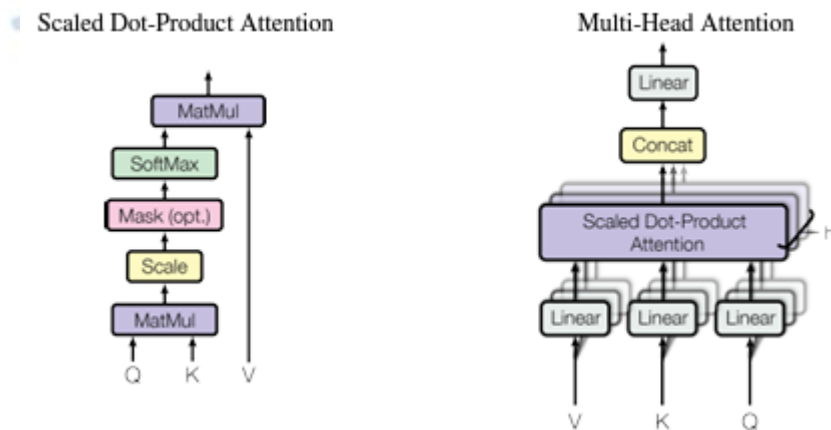 Scaled Dot-Product Attention
MatMul
SoftMax
Mask (opt.)
Scale
MatMul
Q K V
Multi-Head Attention
Linear
Concat
Scaled Dot-Product
Attention
h
Linear Linear Linear
V K Q